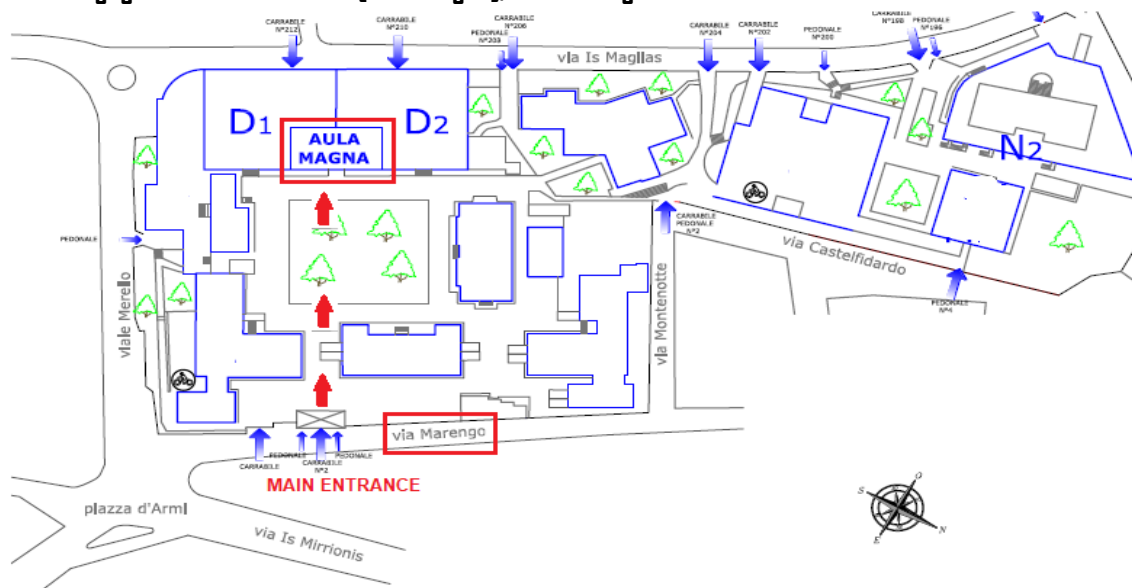 CARRABILE
N°212
CARRABILE
N°210
CARRABILE
N°206
PEDONALE
N°203
CARRABILE
N°204
CARRABILE
N°202
PEDONALE
N°200
CARRABILE
N°198
PEDONALE
N°196
via Is Maglias
D1
D2
AULA
MAGNA
N2
PEDONALE
CARRABILE
PEDONALE
N°3
via Castelfidardo
viale Merello
via Montenotte
PEDONALE
N°4
via Marengo
PEDONALE
PEDONALE
CARRABILE
CARRABILE
N°2
MAIN ENTRANCE
plazza d'Armi
via Is Mirrionis
O
S
N
E